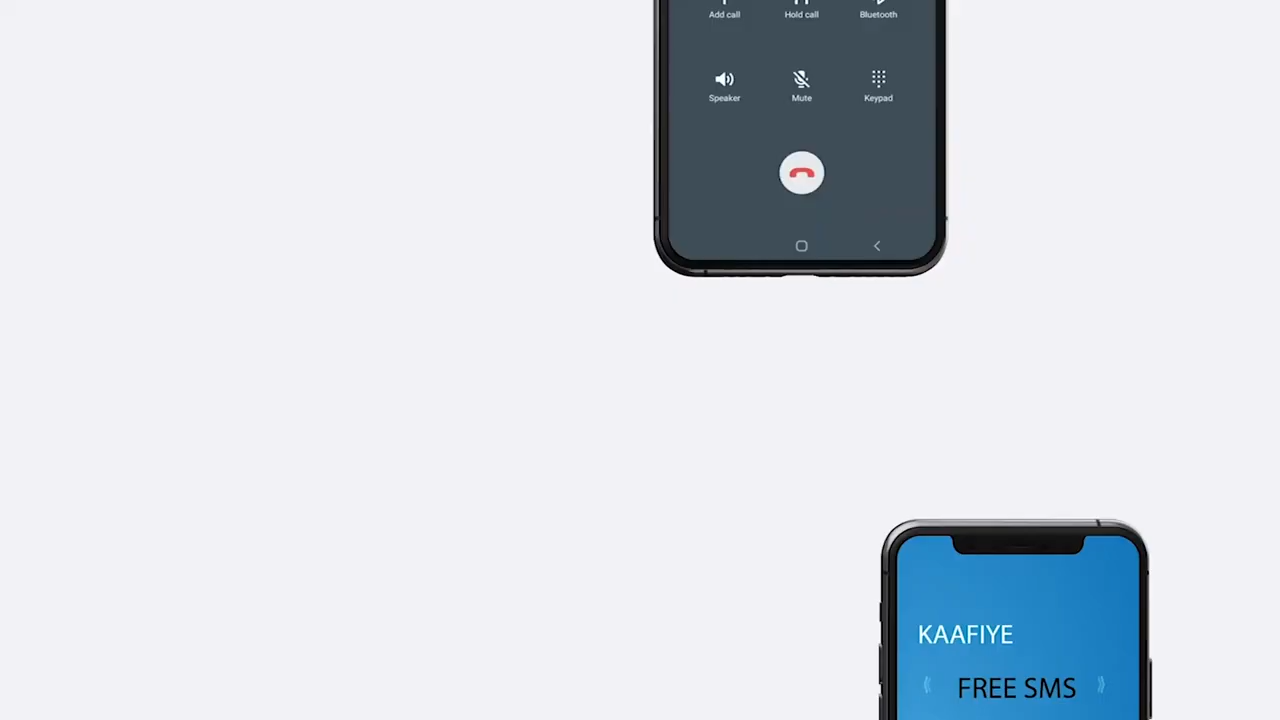 Add call Hold call Bluetooth
Speaker Mute Keypad
KAAFIYE
FREE SMS